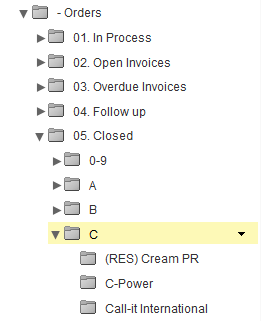 - Orders
01. In Process
02. Open Invoices
03. Overdue Invoices
04. Follow up
05. Closed
0-9
A
B
C
(RES) Cream PR
C-Power
Call-it International